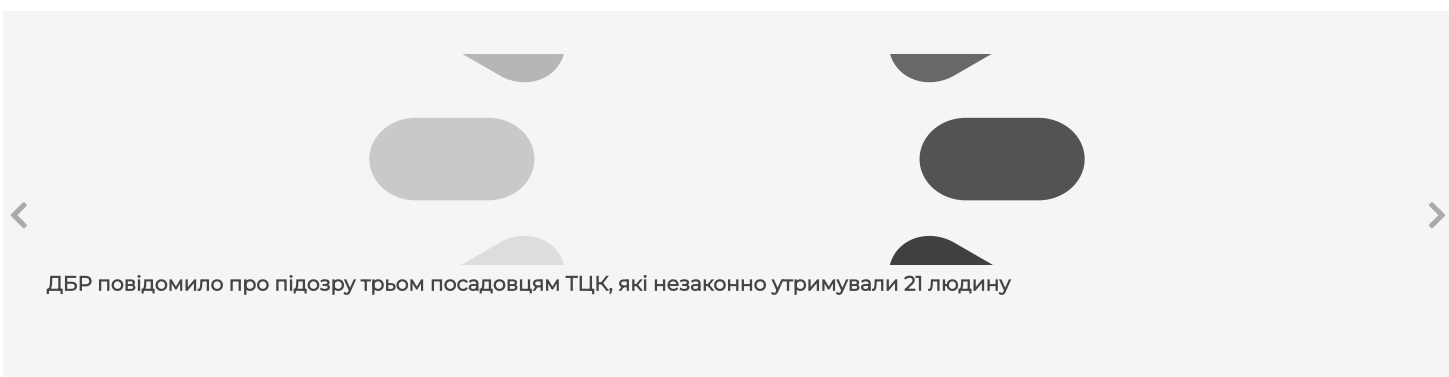 ДБР повідомило про підозру трьом посадовцям ТЦК, які незаконно утримували 21 людину